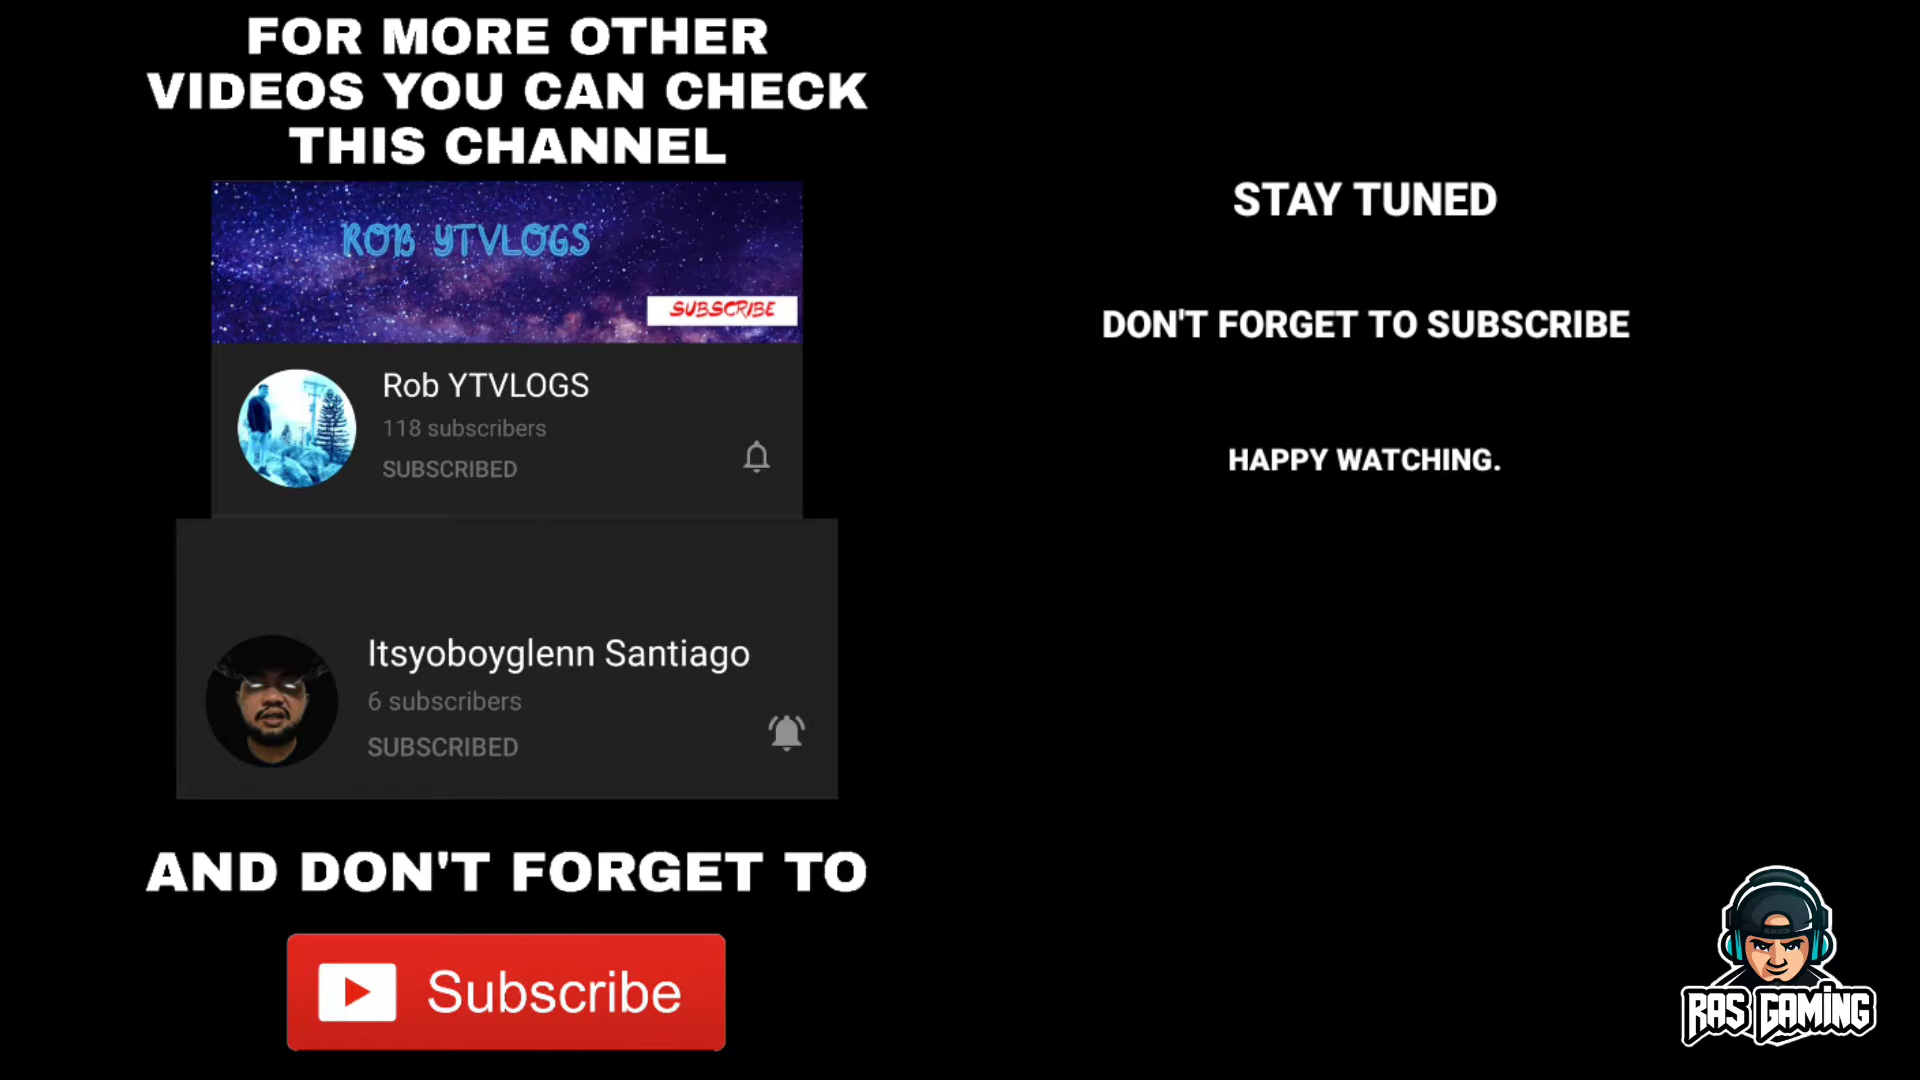 FOR MORE OTHER
VIDEOS YOU CAN CHECK
THIS CHANNEL
ROB YTVLOGS
SUBSCRIBE
Rob YTVLOGS
118 subscribers
SUBSCRIBED
Itsyoboyglenn Santiago
6 subscribers
SUBSCRIBED
AND DON'T FORGET TO
Subscribe
STAY TUNED
DON'T FORGET TO SUBSCRIBE
HAPPY WATCHING.
RAS GAMING